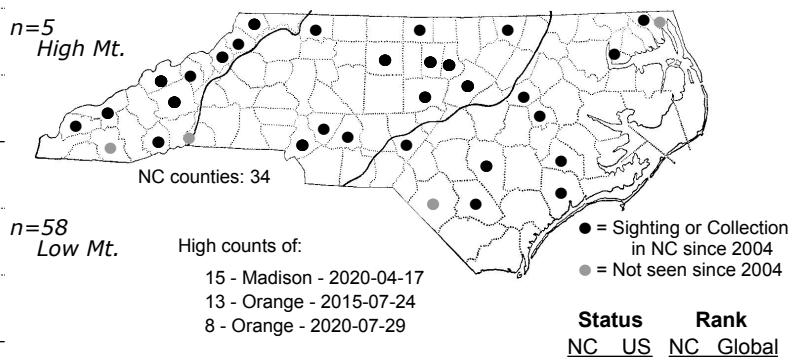 n=5
High Mt.
NC counties: 34
n=58
Low Mt.
High counts of:
15 - Madison - 2020-04-17
13 - Orange - 2015-07-24
8 - Orange - 2020-07-29
● = Sighting or Collection
in NC since 2004
● = Not seen since 2004
Status Rank
NC US NC Global